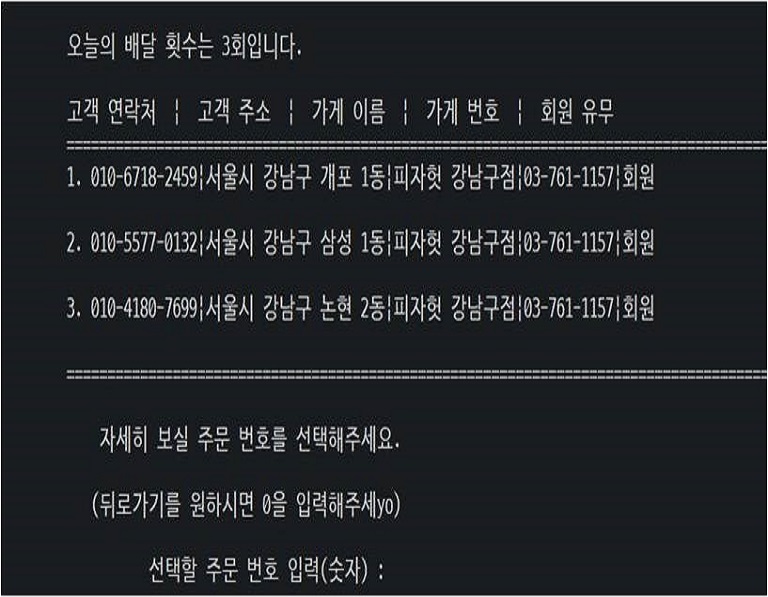 오늘의 배달 횟수는 3회입니다.
고객 연락처 ¦ 고객 주소 ¦ 가게 이름 ¦ 가게 번호 ¦ 회원 유무
1. 010-6718-2459¦서울시 강남구 개포 1동¦피자헛 강남구점¦03-761-1157¦회원
2. 010-5577-0132¦서울시 강남구 삼성 1동¦피자헛 강남구점¦03-761-1157¦회원
3. 010-4180-7699¦서울시 강남구 논현 2동¦피자헛 강남구점¦03-761-1157¦회원
자세히 보실 주문 번호를 선택해주세요.
(뒤로가기를 원하시면 0을 입력해주세yo)
선택할 주문 번호 입력(숫자) :